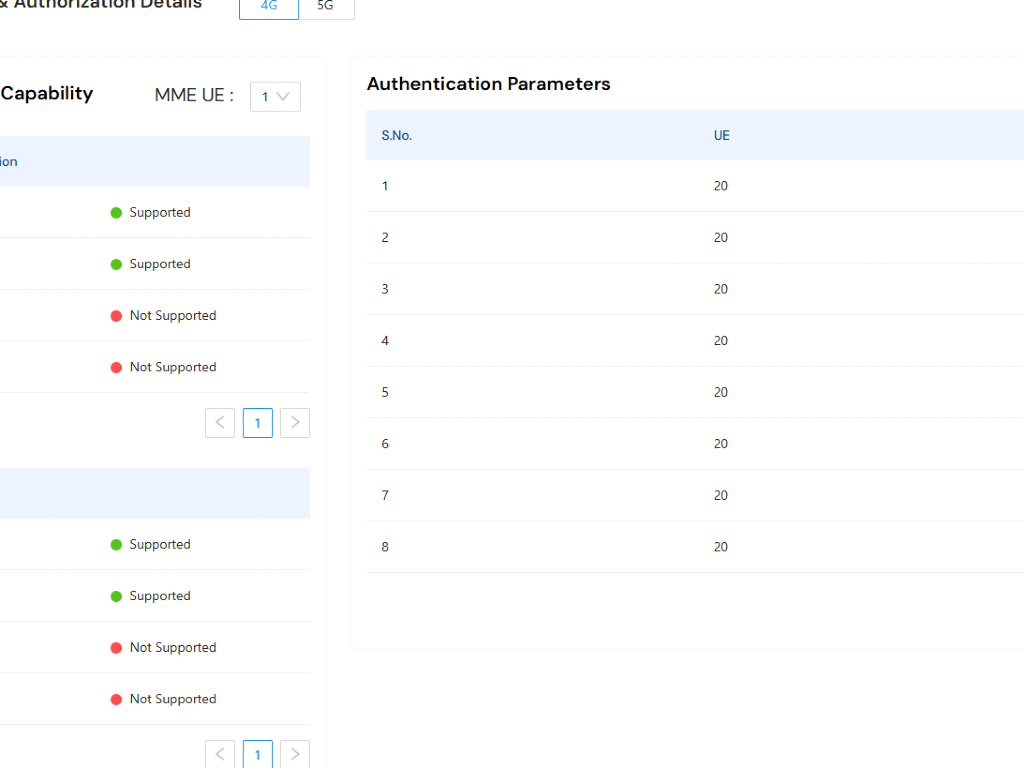 & Authorization Details 4G 5G
Capability MME UE : 1
ion
Supported
Supported
Not Supported
Not Supported
1
Supported
Supported
Not Supported
Not Supported
1
Authentication Parameters
S.No. UE
1 20
2 20
3 20
4 20
5 20
6 20
7 20
8 20